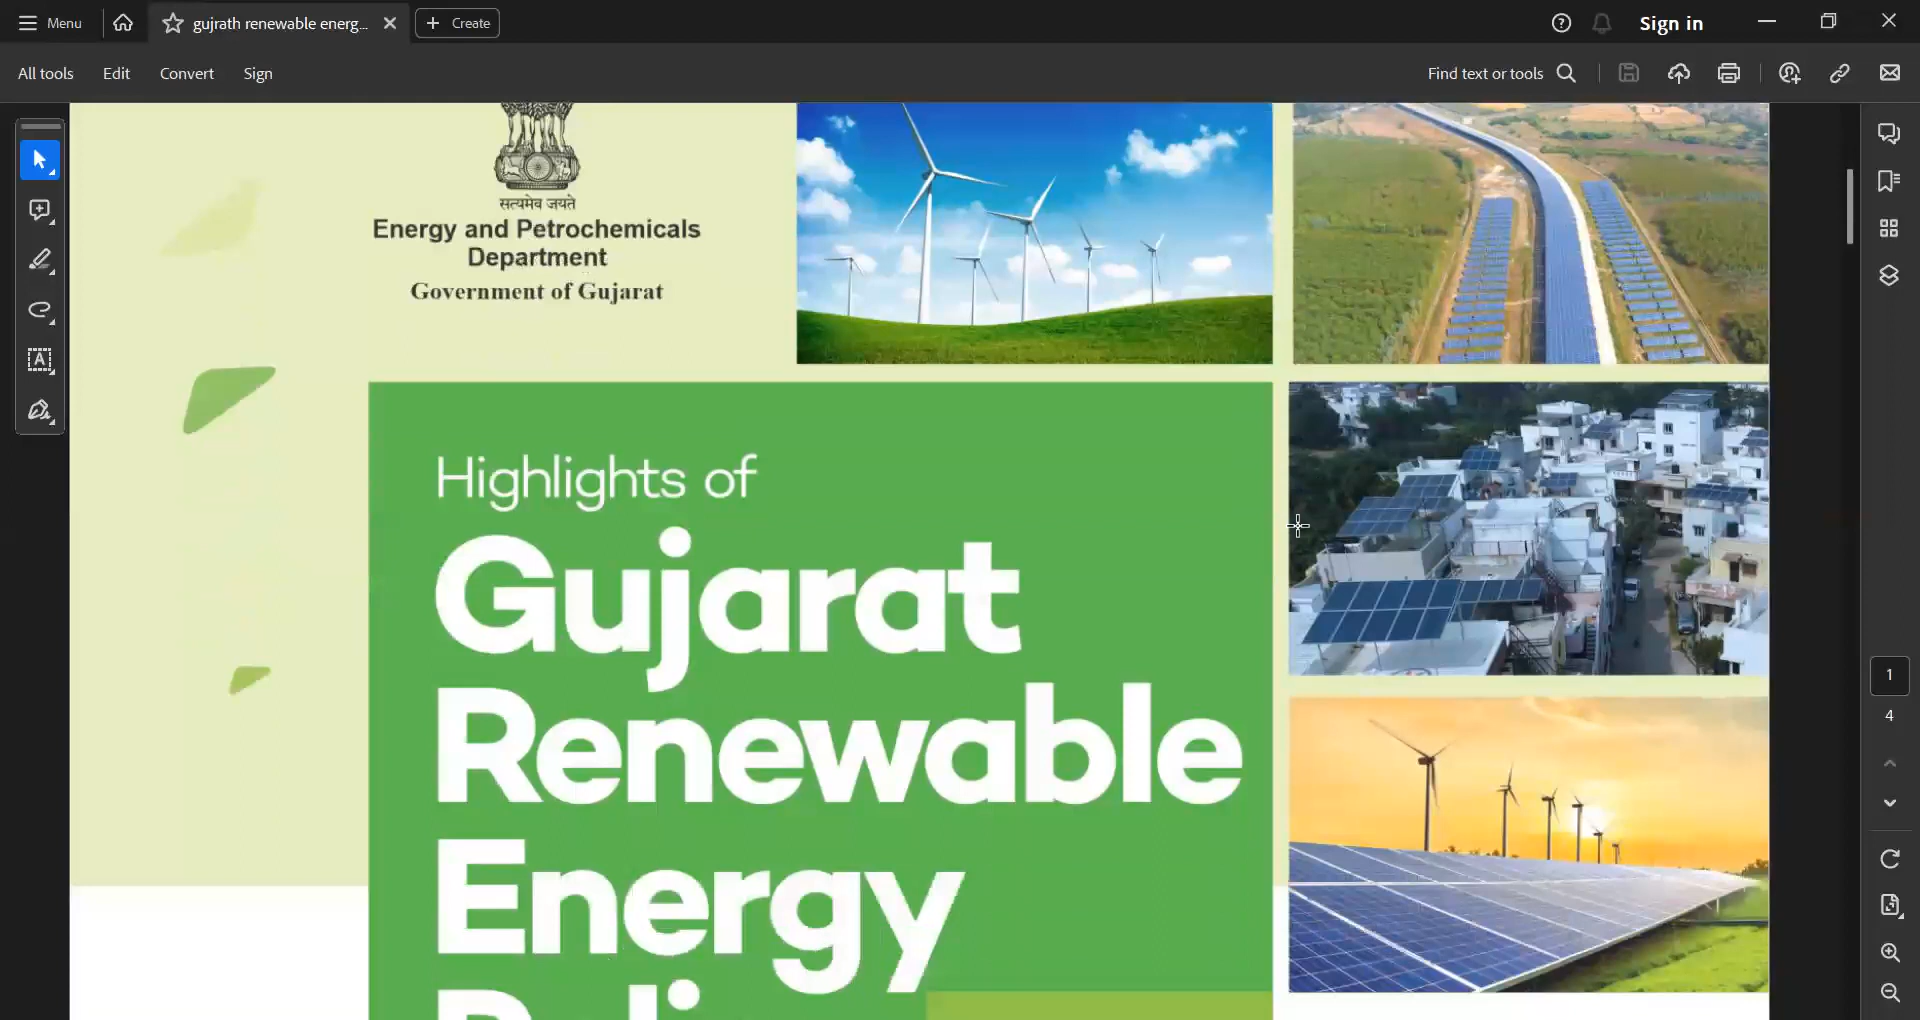 Menu
gujrath renewable energ...
Create
Sign in
All tools
Edit
Convert
Sign
Find text or tools
सत्यमेव जयते
Energy and Petrochemicals
Department
Government of Gujarat
Highlights of
Gujarat
Renewable
Energy
1
4